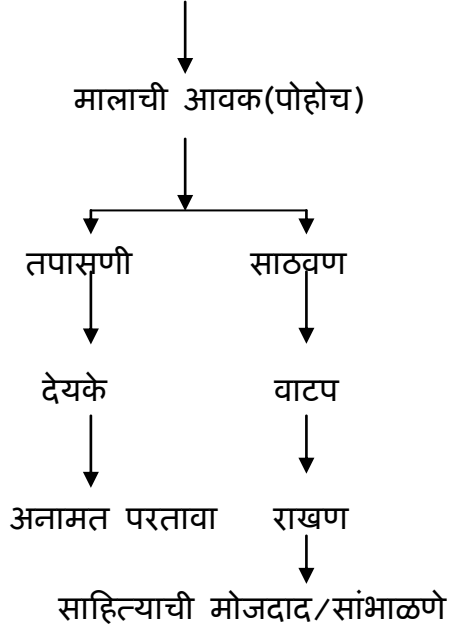 मालाची आवक(पोहोच)
तपासणी साठवण
देयके वाटप
अनामत परतावा राखण
साहित्याची मोजदाद/सांभाळणे